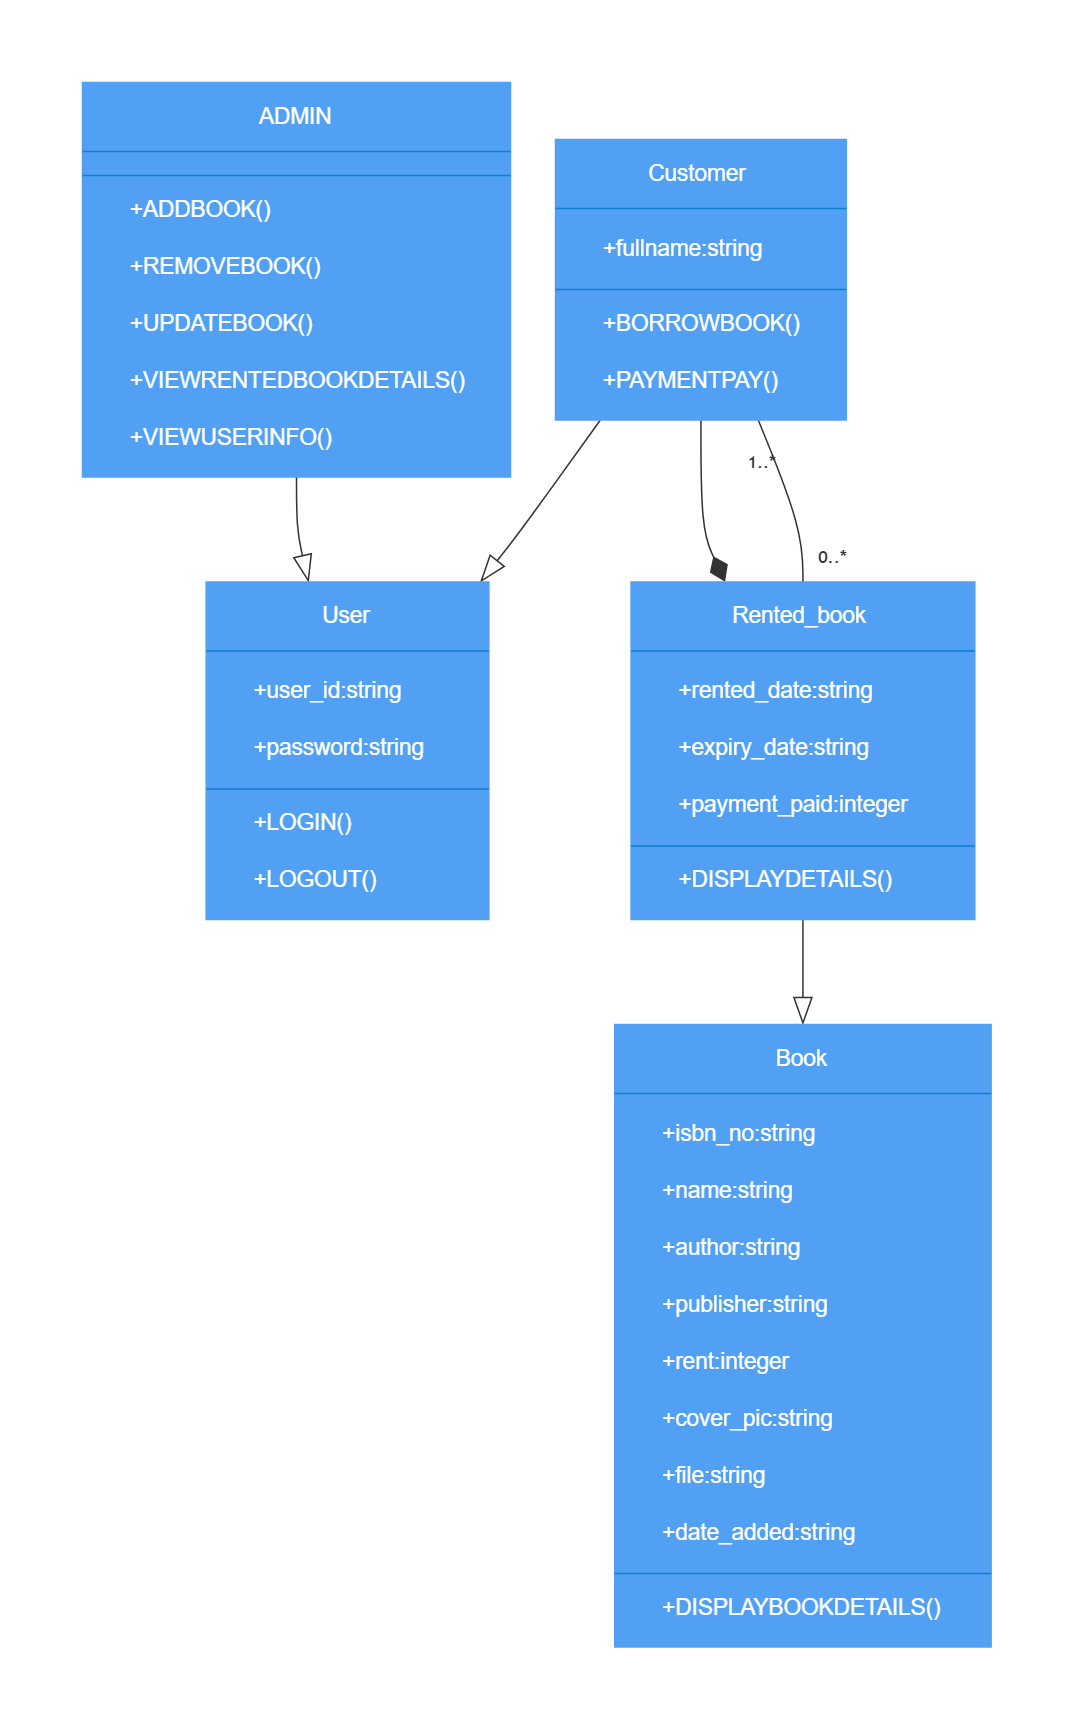 ADMIN
+ADDBOOK()
+REMOVEBOOK()
+UPDATEBOOK()
+VIEWRENTEDBOOKDETAILS()
+VIEWUSERINFO()
Customer
+fullname:string
+BORROWBOOK()
+PAYMENTPAY()
1..*
0..*
User
+user_id:string
+password:string
+LOGIN()
+LOGOUT()
Rented_book
+rented_date:string
+expiry_date:string
+payment_paid:integer
+DISPLAYDETAILS()
Book
+isbn_no:string
+name:string
+author:string
+publisher:string
+rent:integer
+cover_pic:string
+file:string
+date_added:string
+DISPLAYBOOKDETAILS()